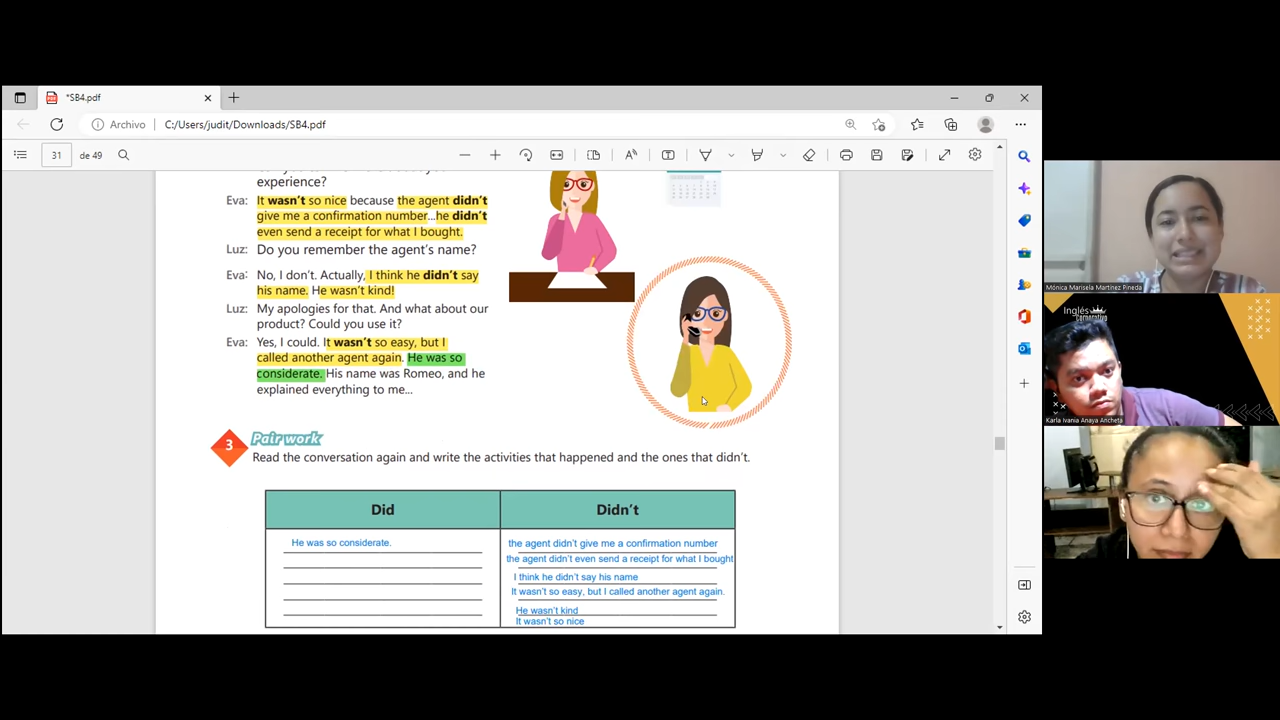 *SB4.pdf
Archivo
C:/Users/judit/Downloads/SB4.pdf
31
de 49
experience?
Eva: It wasn't so nice because the agent didn't
give me a confirmation number...he didn't
even send a receipt for what I bought.
Luz: Do you remember the agent's name?
Eva: No, I don't. Actually, I think he didn't say
his name. He wasn't kind!
Luz: My apologies for that. And what about our
product? Could you use it?
Eva: Yes, I could. It wasn't so easy, but I
called another agent again. He was so
considerate. His name was Romeo, and he
explained everything to me...
3
Pair work
Read the conversation again and write the activities that happened and the ones that didn't.
Did
Didn't
He was so considerate.
the agent didn't give me a confirmation number
the agent didn't even send a receipt for what I bought
I think he didn't say his name
It wasn't so easy, but I called another agent again.
He wasn't kind
It wasn't so nice
Mónica Marisela Martínez Pineda
Inglés
Corporativo
Karla Ivania Anaya Ancheta